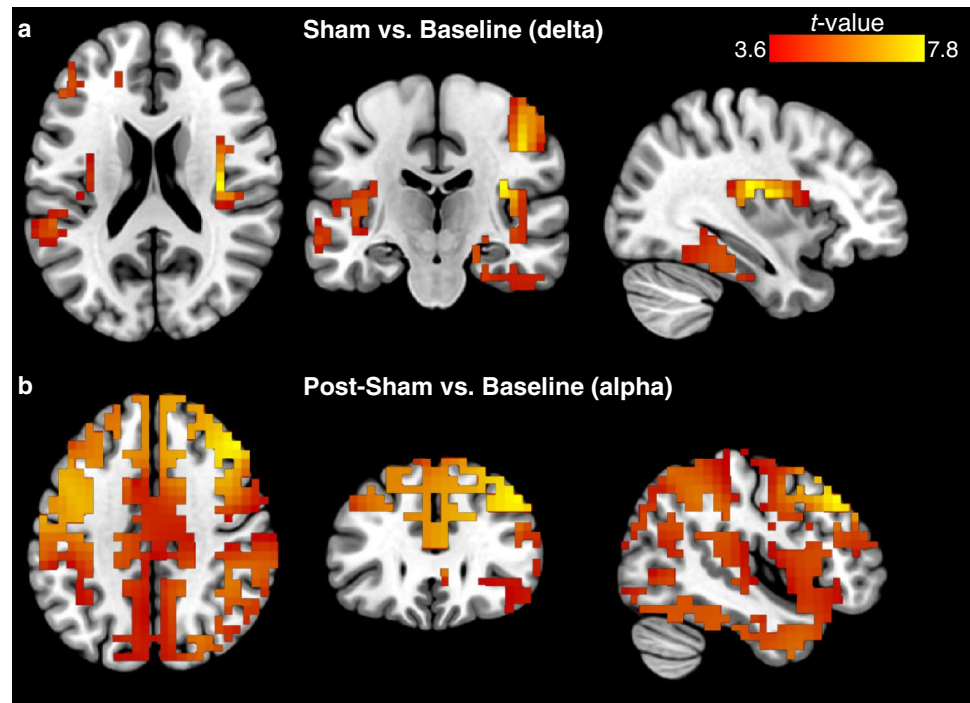 a
Sham vs. Baseline (delta)
t-value
3.6
7.8
b
Post-Sham vs. Baseline (alpha)